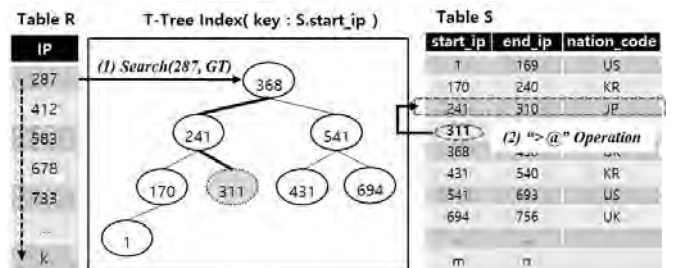 Table R
T-Tree Index( key : S.start_ip )
Table S
IP
287
412
583
678
733
...
k
(1) Search(287, GT)
368
241
541
170
311
431
694
1
start_ip end_ip nation_code
1 169 US
170 240 KR
241 310 JP
311
(2) ">@" Operation
368
431 540 KR
541 693 US
694 756 UK
... ...
m n